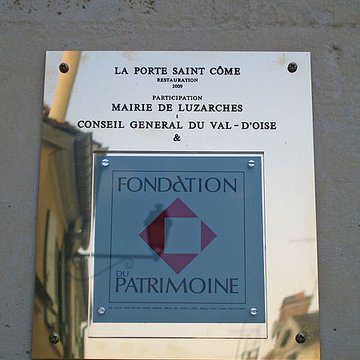 LA PORTE SAINT CÔME
RESTAURATION
2009
PARTICIPATION
MAIRIE DE LUZARCHES
CONSEIL GENERAL DU VAL-D'OISE
&
FONDATION
DU PATRIMOINE